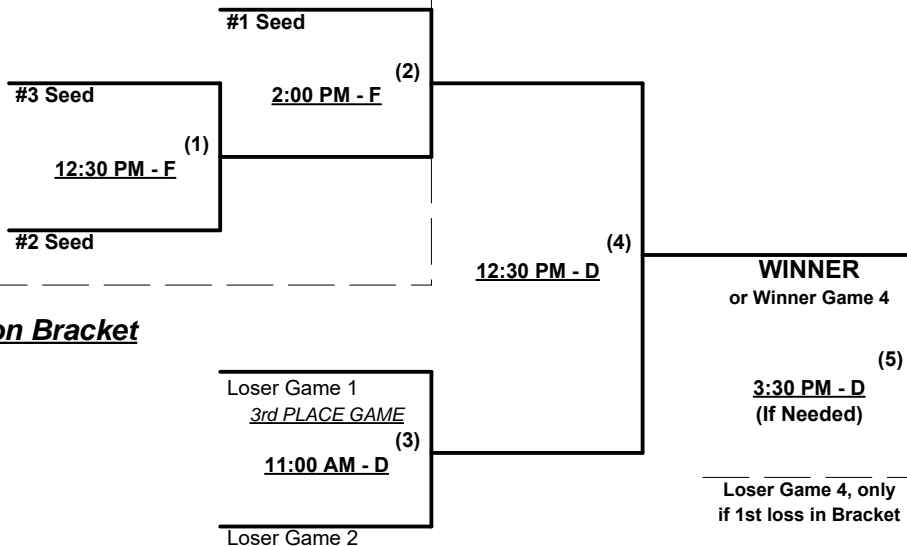 #1 Seed
(2)
2:00 PM - F
#3 Seed
(1)
12:30 PM - F
#2 Seed
(4)
12:30 PM - D
WINNER
or Winner Game 4
on Bracket
(5)
3:30 PM - D
(If Needed)
Loser Game 1
3rd PLACE GAME
(3)
11:00 AM - D
Loser Game 2
Loser Game 4, only
if 1st loss in Bracket